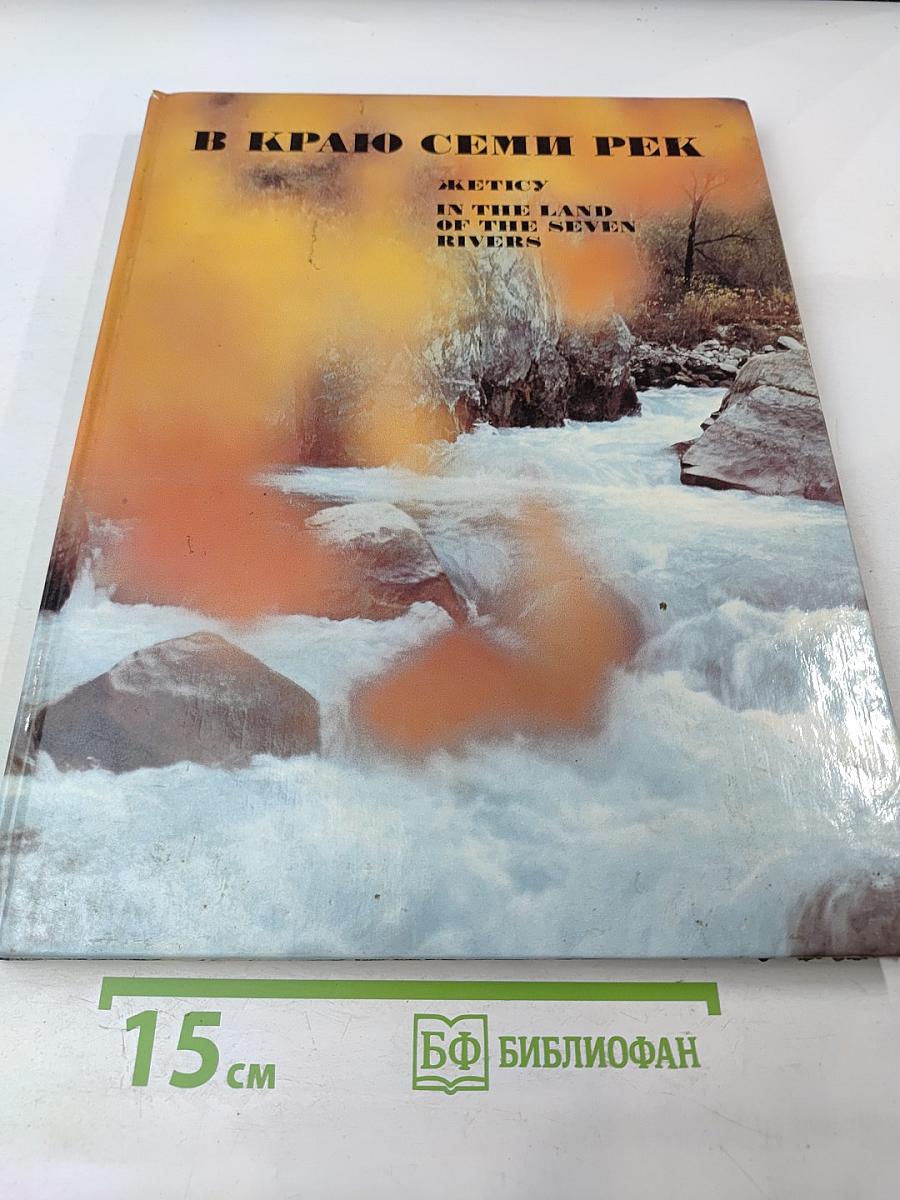 В КРАЮ СЕМИ РЕК
ЖЕТІСУ
IN THE LAND
OF THE SEVEN
RIVERS
15 см
БФ БИБЛИОФАН